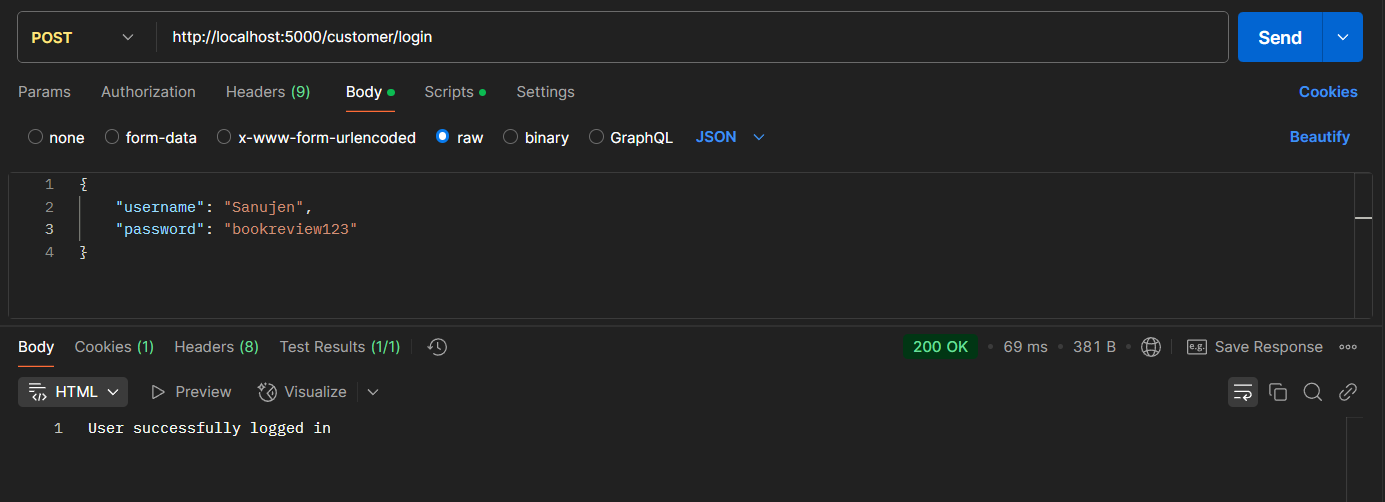 POST http://localhost:5000/customer/login Send
Params Authorization Headers (9) Body Scripts Settings Cookies
none form-data x-www-form-urlencoded raw binary GraphQL JSON Beautify
1 {
2 "username": "Sanujen",
3 "password": "bookreview123"
4 }
Body Cookies (1) Headers (8) Test Results (1/1) 200 OK • 69 ms • 381 B • e.g. Save Response
HTML Preview Visualize
1 User successfully logged in